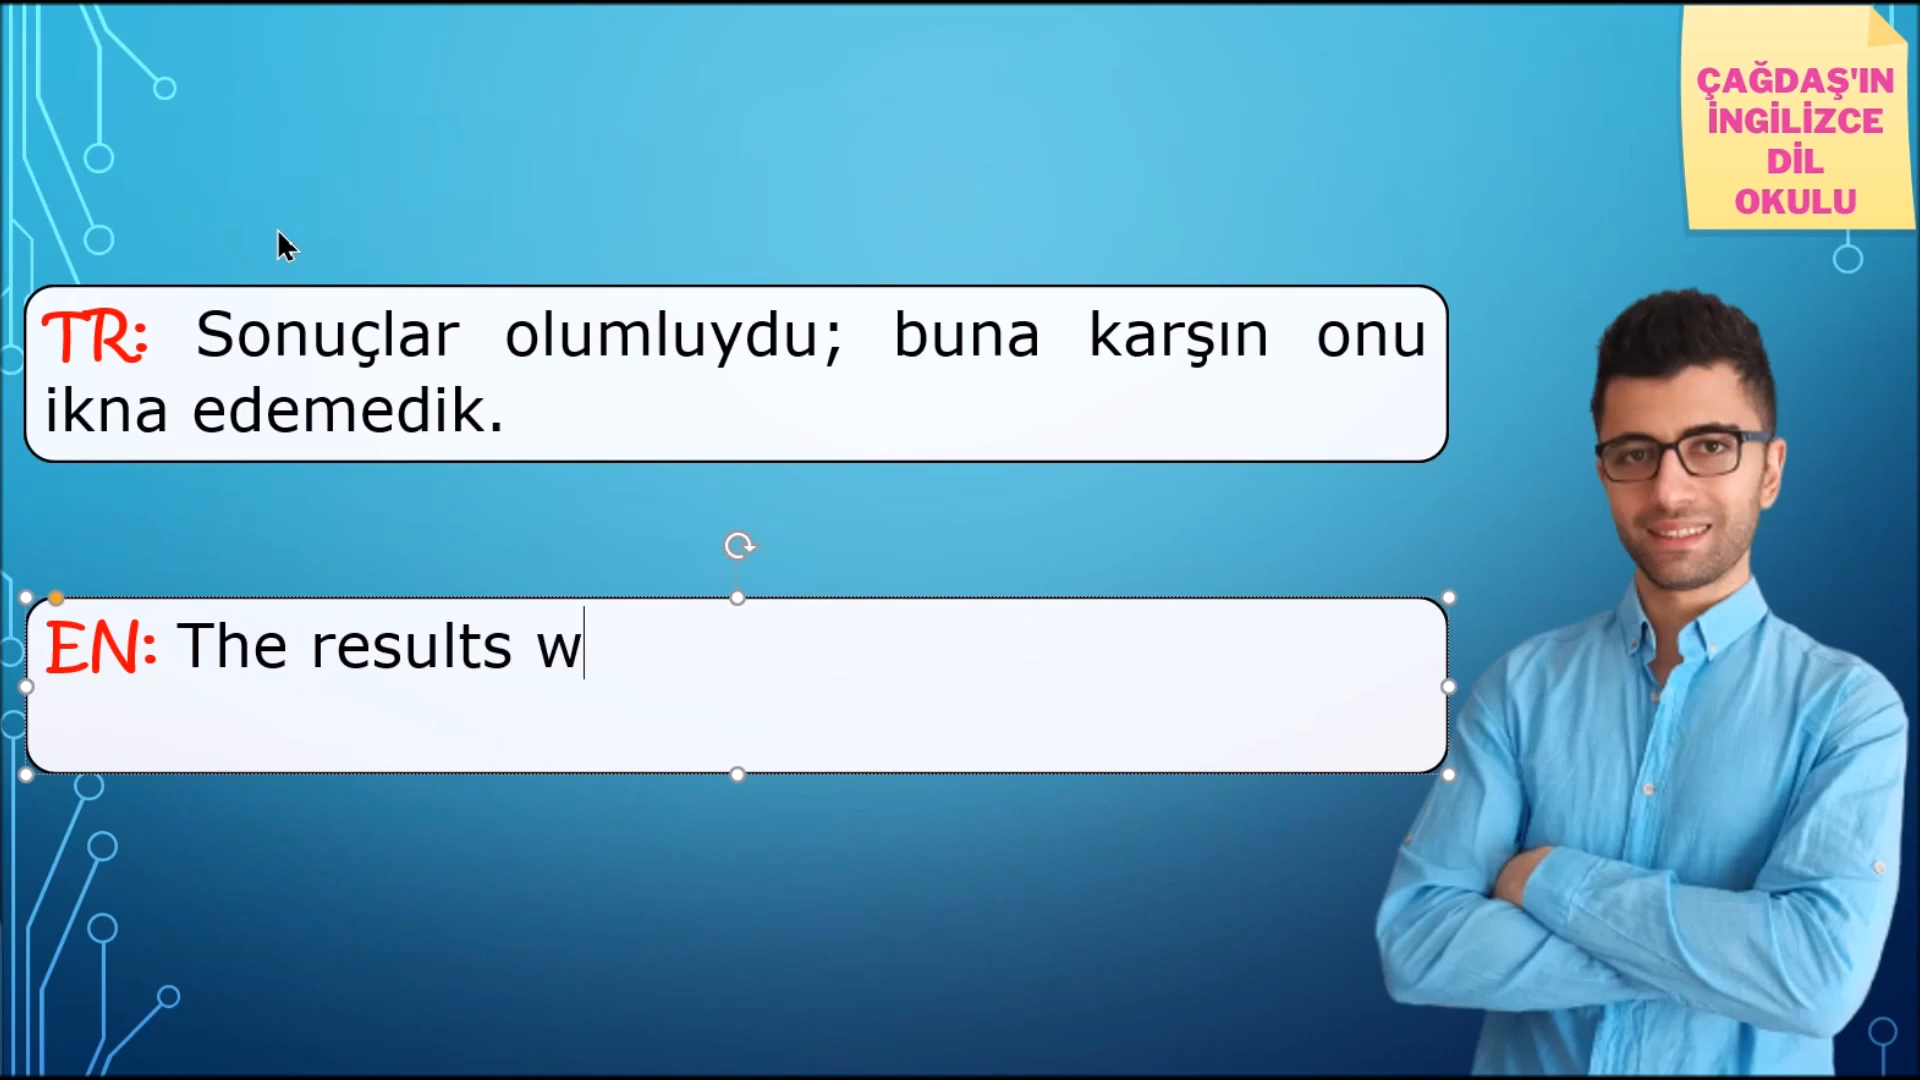 ÇAĞDAŞ'IN
İNGİLİZCE
DİL
OKULU
TR: Sonuçlar olumluydu; buna karşın onu
ikna edemedik.
EN: The results w